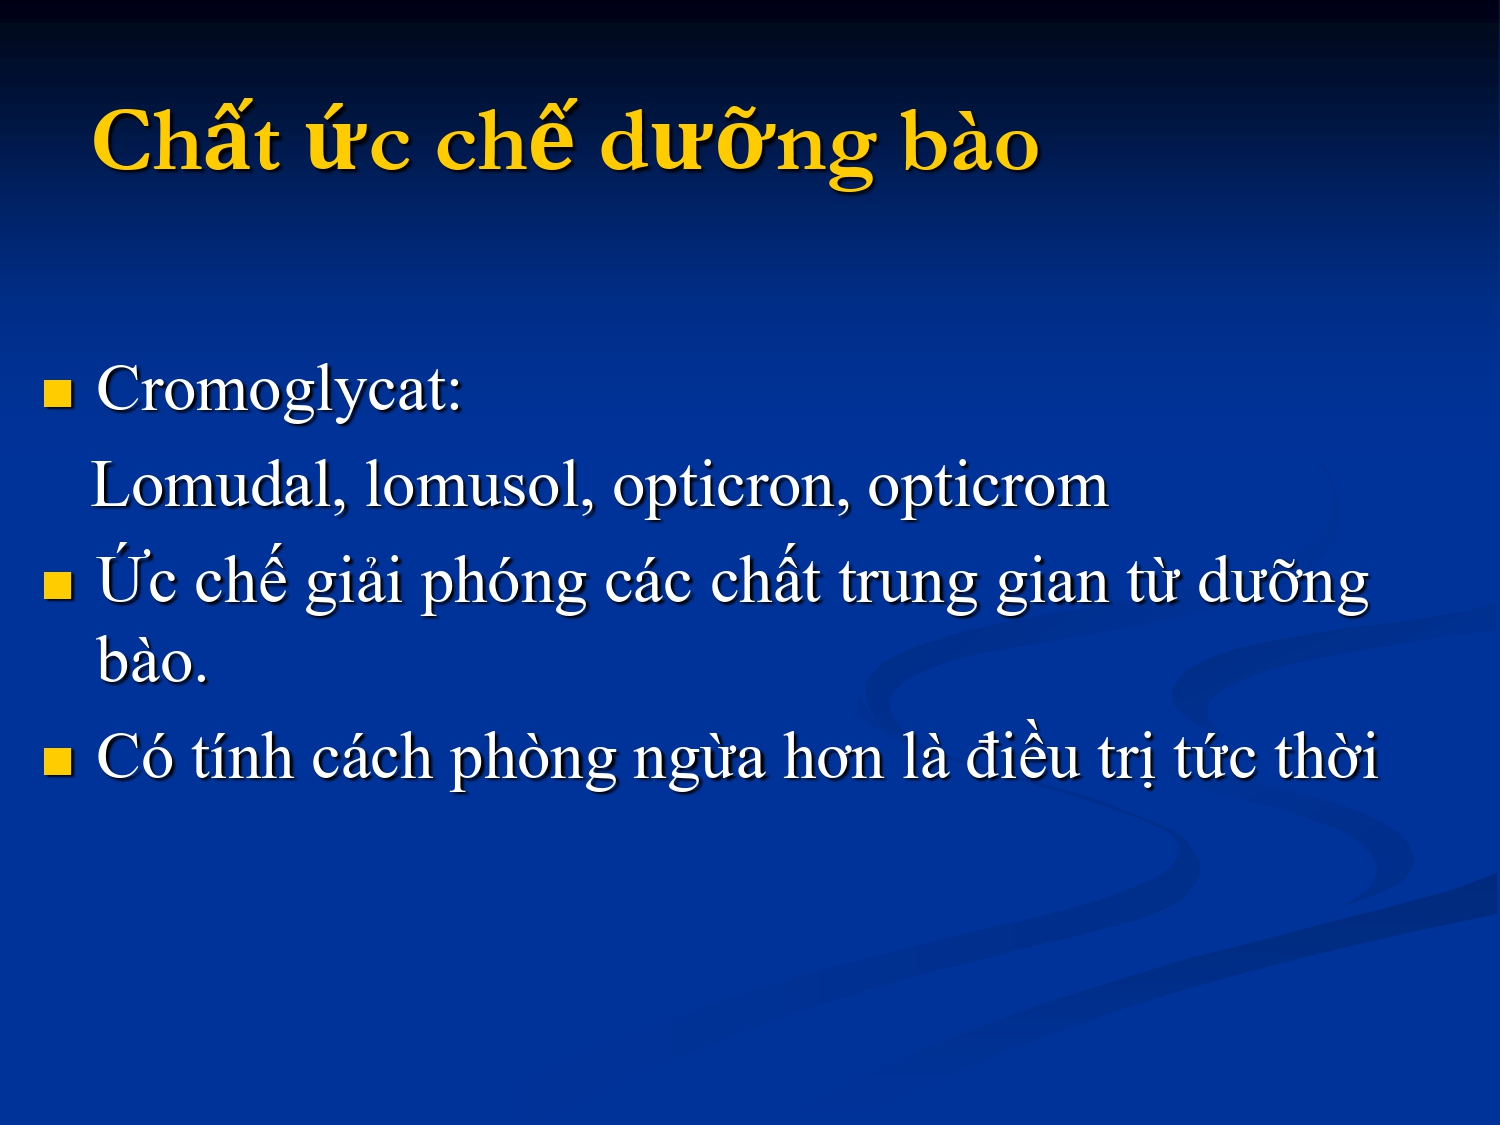 Chất ức chế dưỡng bào
Cromoglycat:
Lomudal, lomusol, opticron, opticrom
Ức chế giải phóng các chất trung gian từ dưỡng
bào.
Có tính cách phòng ngừa hơn là điều trị tức thời